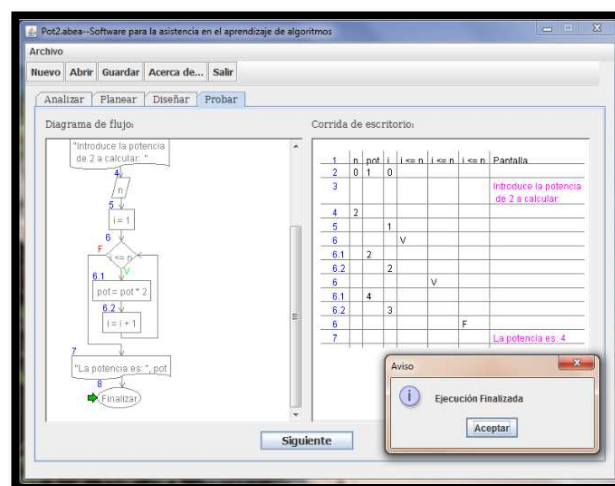 Pot2.abea--Software para la asistencia en el aprendizaje de algoritmos
Archivo
Nuevo Abrir Guardar Acerca de... Salir
Analizar Planear Diseñar Probar
Diagrama de flujo:
"Introduce la potencia
de 2 a calcular: "
4
n
5
i = 1
6
F
i <= n
V
6.1
pot= pot * 2
6.2
i = i + 1
7
"La potencia es: ", pot
8
Finalizar
Corrida de escritorio:
1 n pot i i <= n i <= n i <= n Pantalla
2 0 1 0
3 Introduce la potencia
de 2 a calcular:
4 2
5 1
6 V
6.1 2
6.2 2
6 V
6.1 4
6.2 3
6 F
7 La potencia es: 4
Siguiente
Aviso
Ejecución Finalizada
Aceptar